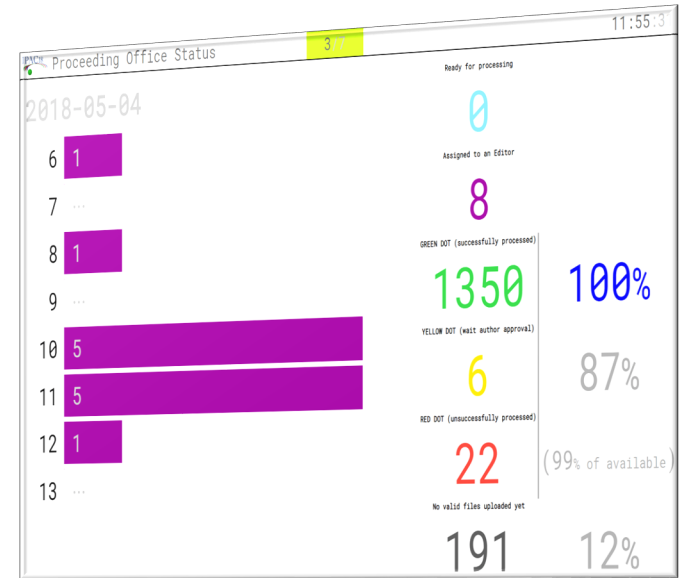 Proceeding Office Status
3
11:55:3
2018-05-04
6 1
7 ...
8 1
9 ...
10 5
11 5
12 1
13 ...
Ready for processing
0
Assigned to an Editor
8
GREEN DOT (successfully processed)
1350 100%
YELLOW DOT (wait author approval)
6 87%
RED DOT (unsuccessfully processed)
22 (99% of available)
No valid files uploaded yet
191 12%